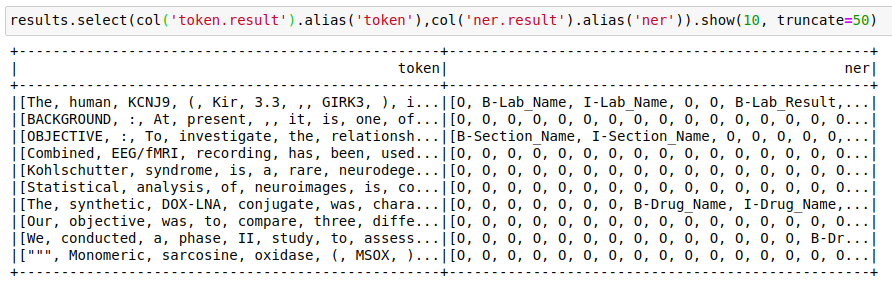 results.select(col('token.result').alias('token'),col('ner.result').alias('ner')).show(10, truncate=50)
+--------------------------------------------------+--------------------------------------------------+
|                                             token|                                               ner|
+--------------------------------------------------+--------------------------------------------------+
|[The, human, KCNJ9, (, Kir, 3.3, ,, GIRK3, ), i...|[O, B-Lab_Name, I-Lab_Name, O, O, B-Lab_Result,...|
|[BACKGROUND, :, At, present, ,, it, is, one, of...|[O, O, O, O, O, O, O, O, O, O, O, O, O, O, O, O...|
|[OBJECTIVE, :, To, investigate, the, relationsh...|[B-Section_Name, I-Section_Name, O, O, O, O, O,...|
|[Combined, EEG/fMRI, recording, has, been, used...|[O, O, O, O, O, O, O, O, O, O, O, O, O, O, O, O...|
|[Kohlschutter, syndrome, is, a, rare, neurodege...|[O, O, O, O, O, O, O, O, O, O, O, O, O, O, O, O...|
|[Statistical, analysis, of, neuroimages, is, co...|[O, O, O, O, O, O, O, O, O, O, O, O, O, O, O, O...|
|[The, synthetic, DOX-LNA, conjugate, was, chara...|[O, O, O, O, O, O, O, B-Drug_Name, I-Drug_Name,...|
|[Our, objective, was, to, compare, three, diffe...|[O, O, O, O, O, O, O, O, O, O, O, O, O, O, O, O...|
|[We, conducted, a, phase, II, study, to, assess...|[O, O, O, O, O, O, O, O, O, O, O, O, O, O, B-Dr...|
|[""", Monomeric, sarcosine, oxidase, (, MSOX, )...|[O, O, O, O, O, O, O, O, O, O, O, O, O, O, O, O...|
+--------------------------------------------------+--------------------------------------------------+